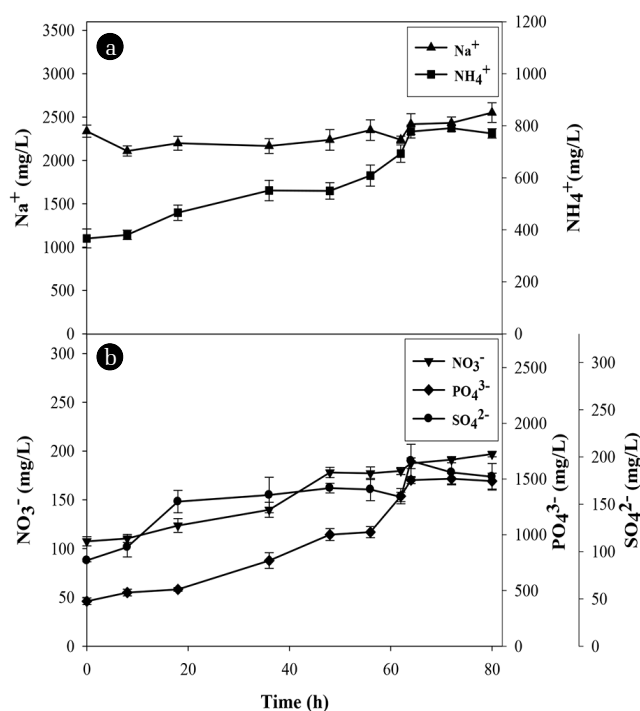 a
Na+
NH4+
3500
3000
2500
2000
1500
1000
500
0
Na+ (mg/L)
1200
1000
800
600
400
200
0
NH4+(mg/L)
b
NO3-
PO43-
SO42-
300
250
200
150
100
50
0
NO3- (mg/L)
2500
2000
1500
1000
500
0
PO43- (mg/L)
300
250
200
150
100
50
0
SO42- (mg/L)
0 20 40 60 80
Time (h)